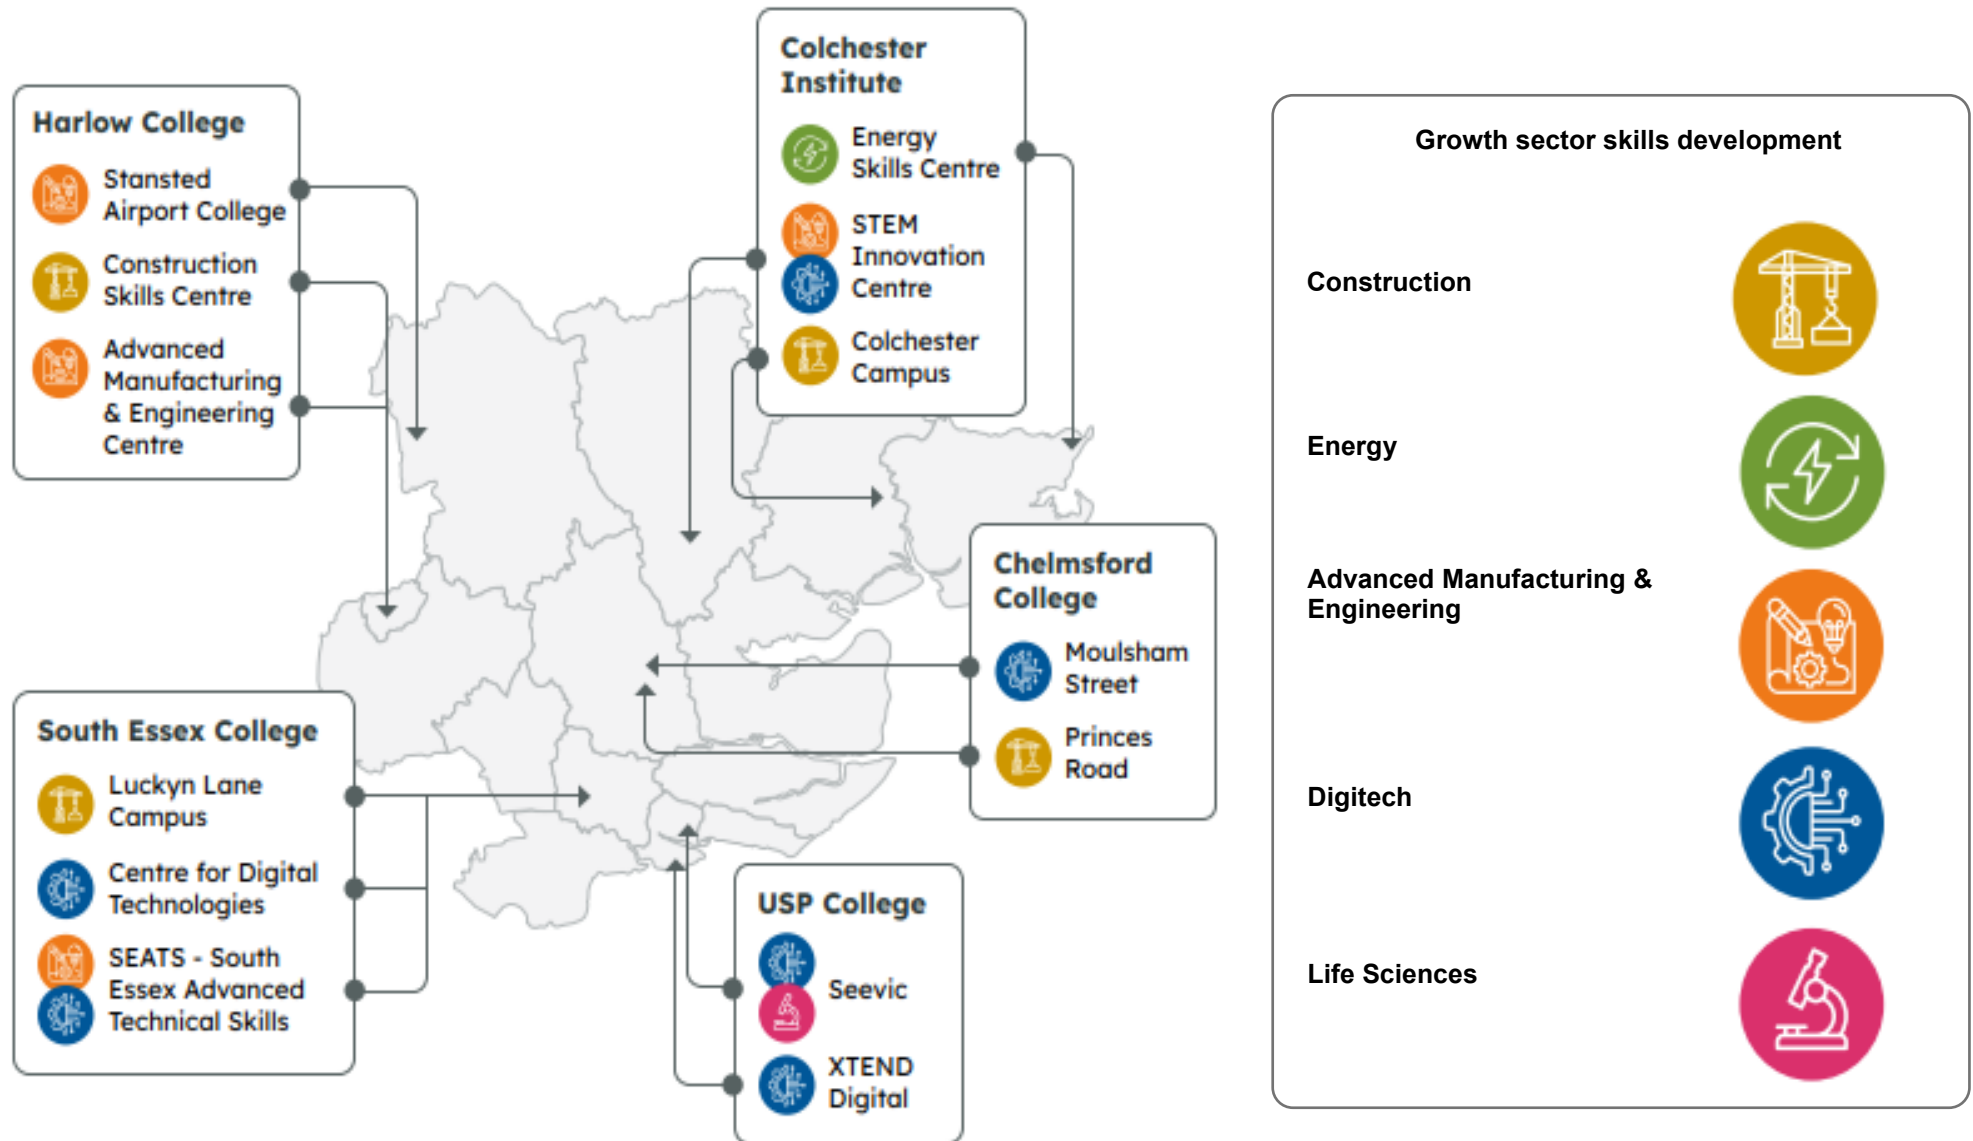 Harlow College
Stansted
Airport College
Construction
Skills Centre
Advanced
Manufacturing
& Engineering
Centre
Colchester
Institute
Energy
Skills Centre
STEM
Innovation
Centre
Colchester
Campus
Chelmsford
College
Moulsham
Street
Princes
Road
South Essex College
Luckyn Lane
Campus
Centre for Digital
Technologies
SEATS - South
Essex Advanced
Technical Skills
USP College
Seevic
XTEND
Digital
Growth sector skills development
Construction
Energy
Advanced Manufacturing &
Engineering
Digitech
Life Sciences